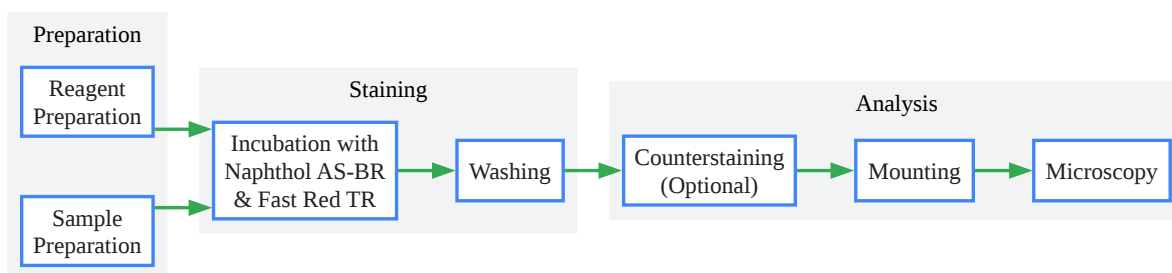 Preparation
Reagent
Preparation
Sample
Preparation
Staining
Incubation with
Naphthol AS-BR
& Fast Red TR
Washing
Analysis
Counterstaining
(Optional)
Mounting
Microscopy